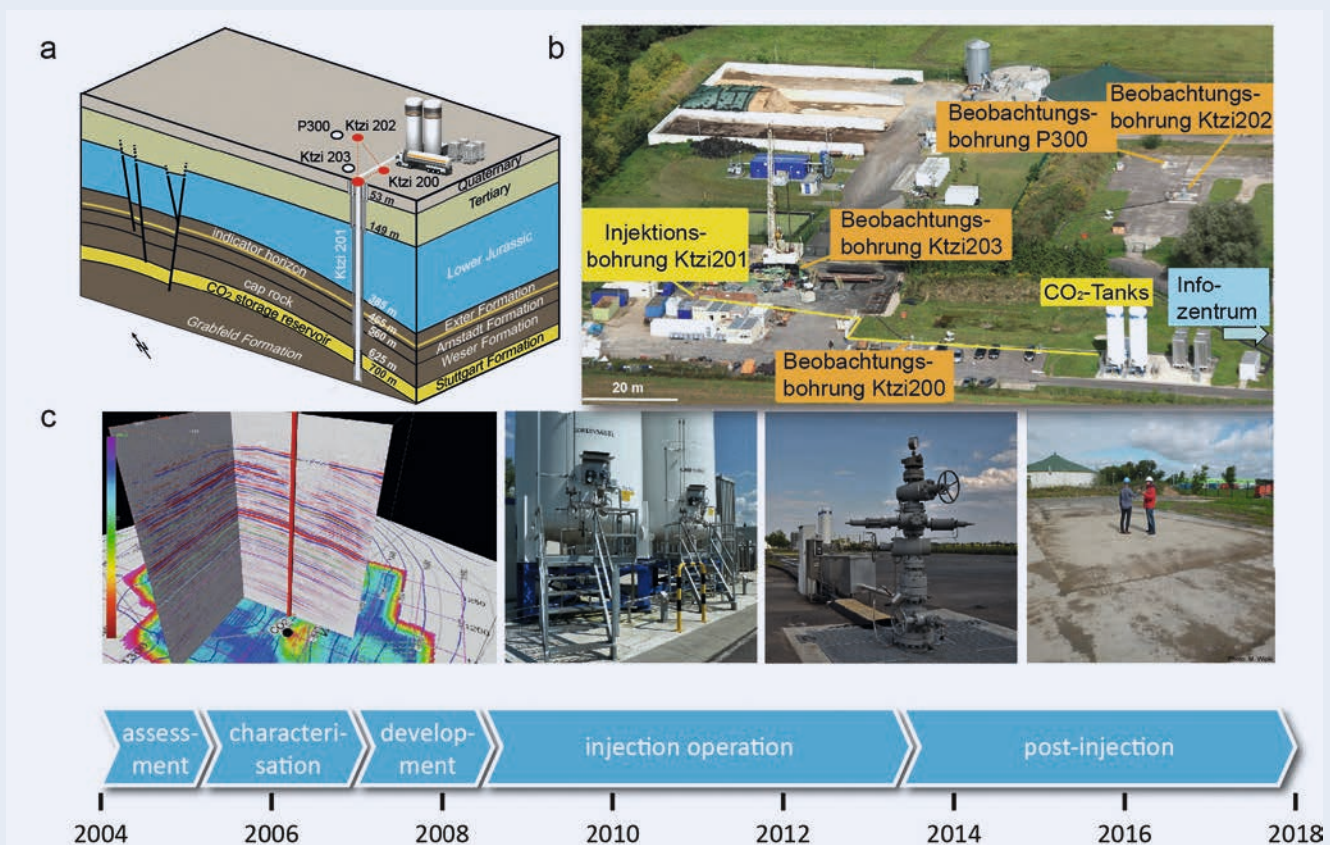 a
P300
Ktzi 202
Ktzi 203
Ktzi 200
Quaternary
53 m
Tertiary
149 m
Ktzi 201
Lower Jurassic
indicator horizon
385 m
Exter Formation
cap rock
465 m
Arnstadt Formation
560 m
Weser Formation
CO₂ storage reservoir
625 m
Stuttgart Formation
Grabfeld Formation
700 m
N
b
Beobachtungs-
bohrung P300
Beobachtungs-
bohrung Ktzi202
Injektions-
bohrung Ktzi201
Beobachtungs-
bohrung Ktzi203
CO₂-Tanks
Info-
zentrum
Beobachtungs-
bohrung Ktzi200
20 m
c
CO₂
assess-
ment
characteri-
sation
develop-
ment
injection operation
post-injection
2004
2006
2008
2010
2012
2014
2016
2018